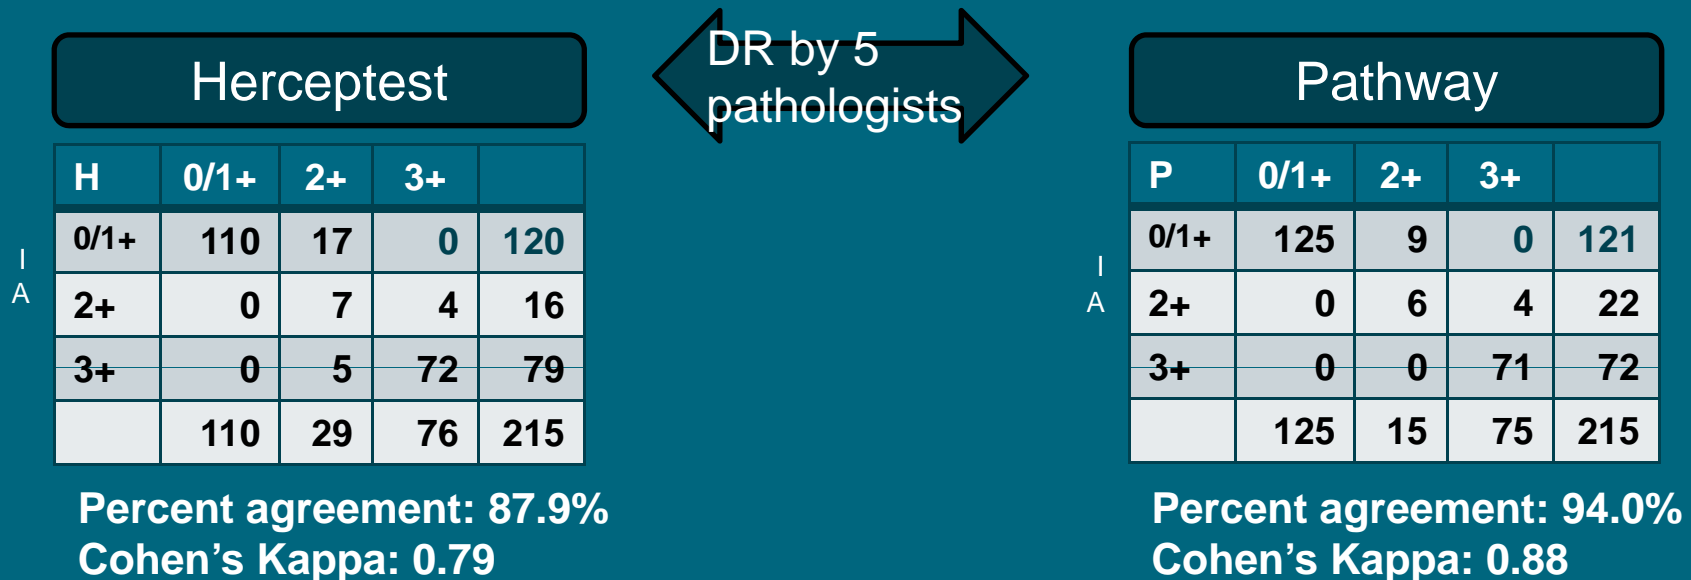 Herceptest
DR by 5
pathologists
Pathway
H 0/1+ 2+ 3+
0/1+ 110 17 0 120
2+ 0 7 4 16
3+ 0 5 72 79
110 29 76 215
I
A
Percent agreement: 87.9%
Cohen's Kappa: 0.79
P 0/1+ 2+ 3+
0/1+ 125 9 0 121
2+ 0 6 4 22
3+ 0 0 71 72
125 15 75 215
I
A
Percent agreement: 94.0%
Cohen's Kappa: 0.88